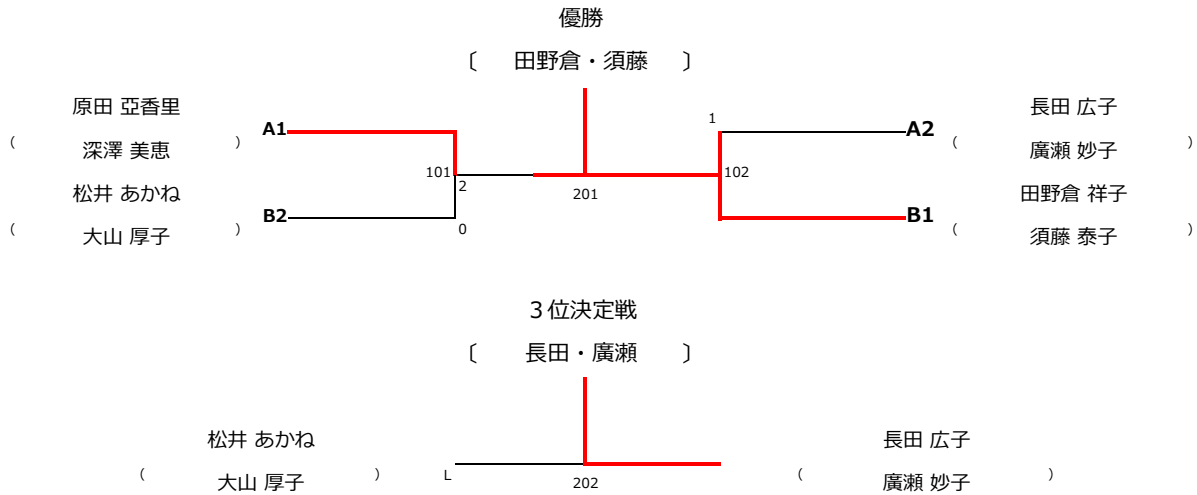 優勝
〔 田野倉・須藤 〕
原田 亞香里
( 深澤 美恵 )
A1
松井 あかね
( 大山 厚子 )
B2
101
2
0
201
1
102
A2
長田 広子
( 廣瀬 妙子 )
B1
田野倉 祥子
( 須藤 泰子 )
３位決定戦
〔 長田・廣瀬 〕
松井 あかね
( 大山 厚子 )
L
202
長田 広子
( 廣瀬 妙子 )